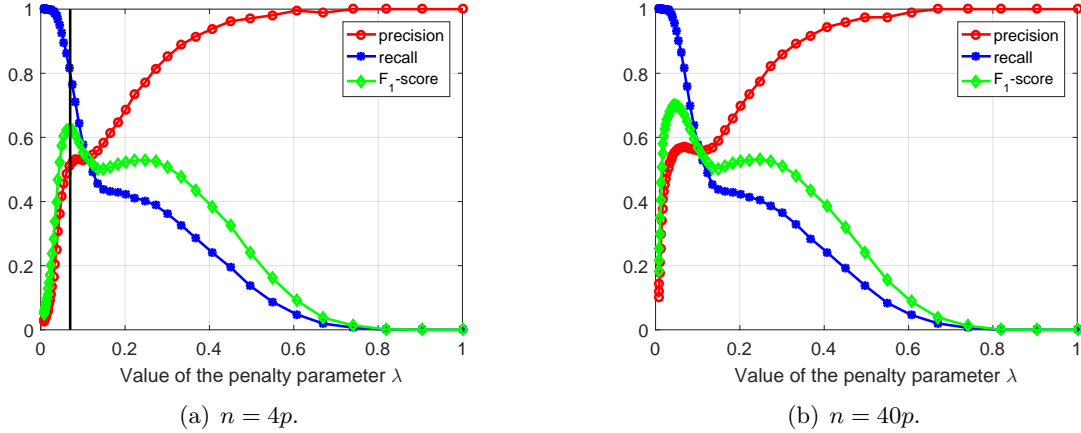 1
0.8
0.6
0.4
0.2
0
0 0.2 0.4 0.6 0.8 1
Value of the penalty parameter λ
precision
recall
F₁-score
(a) n = 4p.
1
0.8
0.6
0.4
0.2
0
0 0.2 0.4 0.6 0.8 1
Value of the penalty parameter λ
precision
recall
F₁-score
(b) n = 40p.